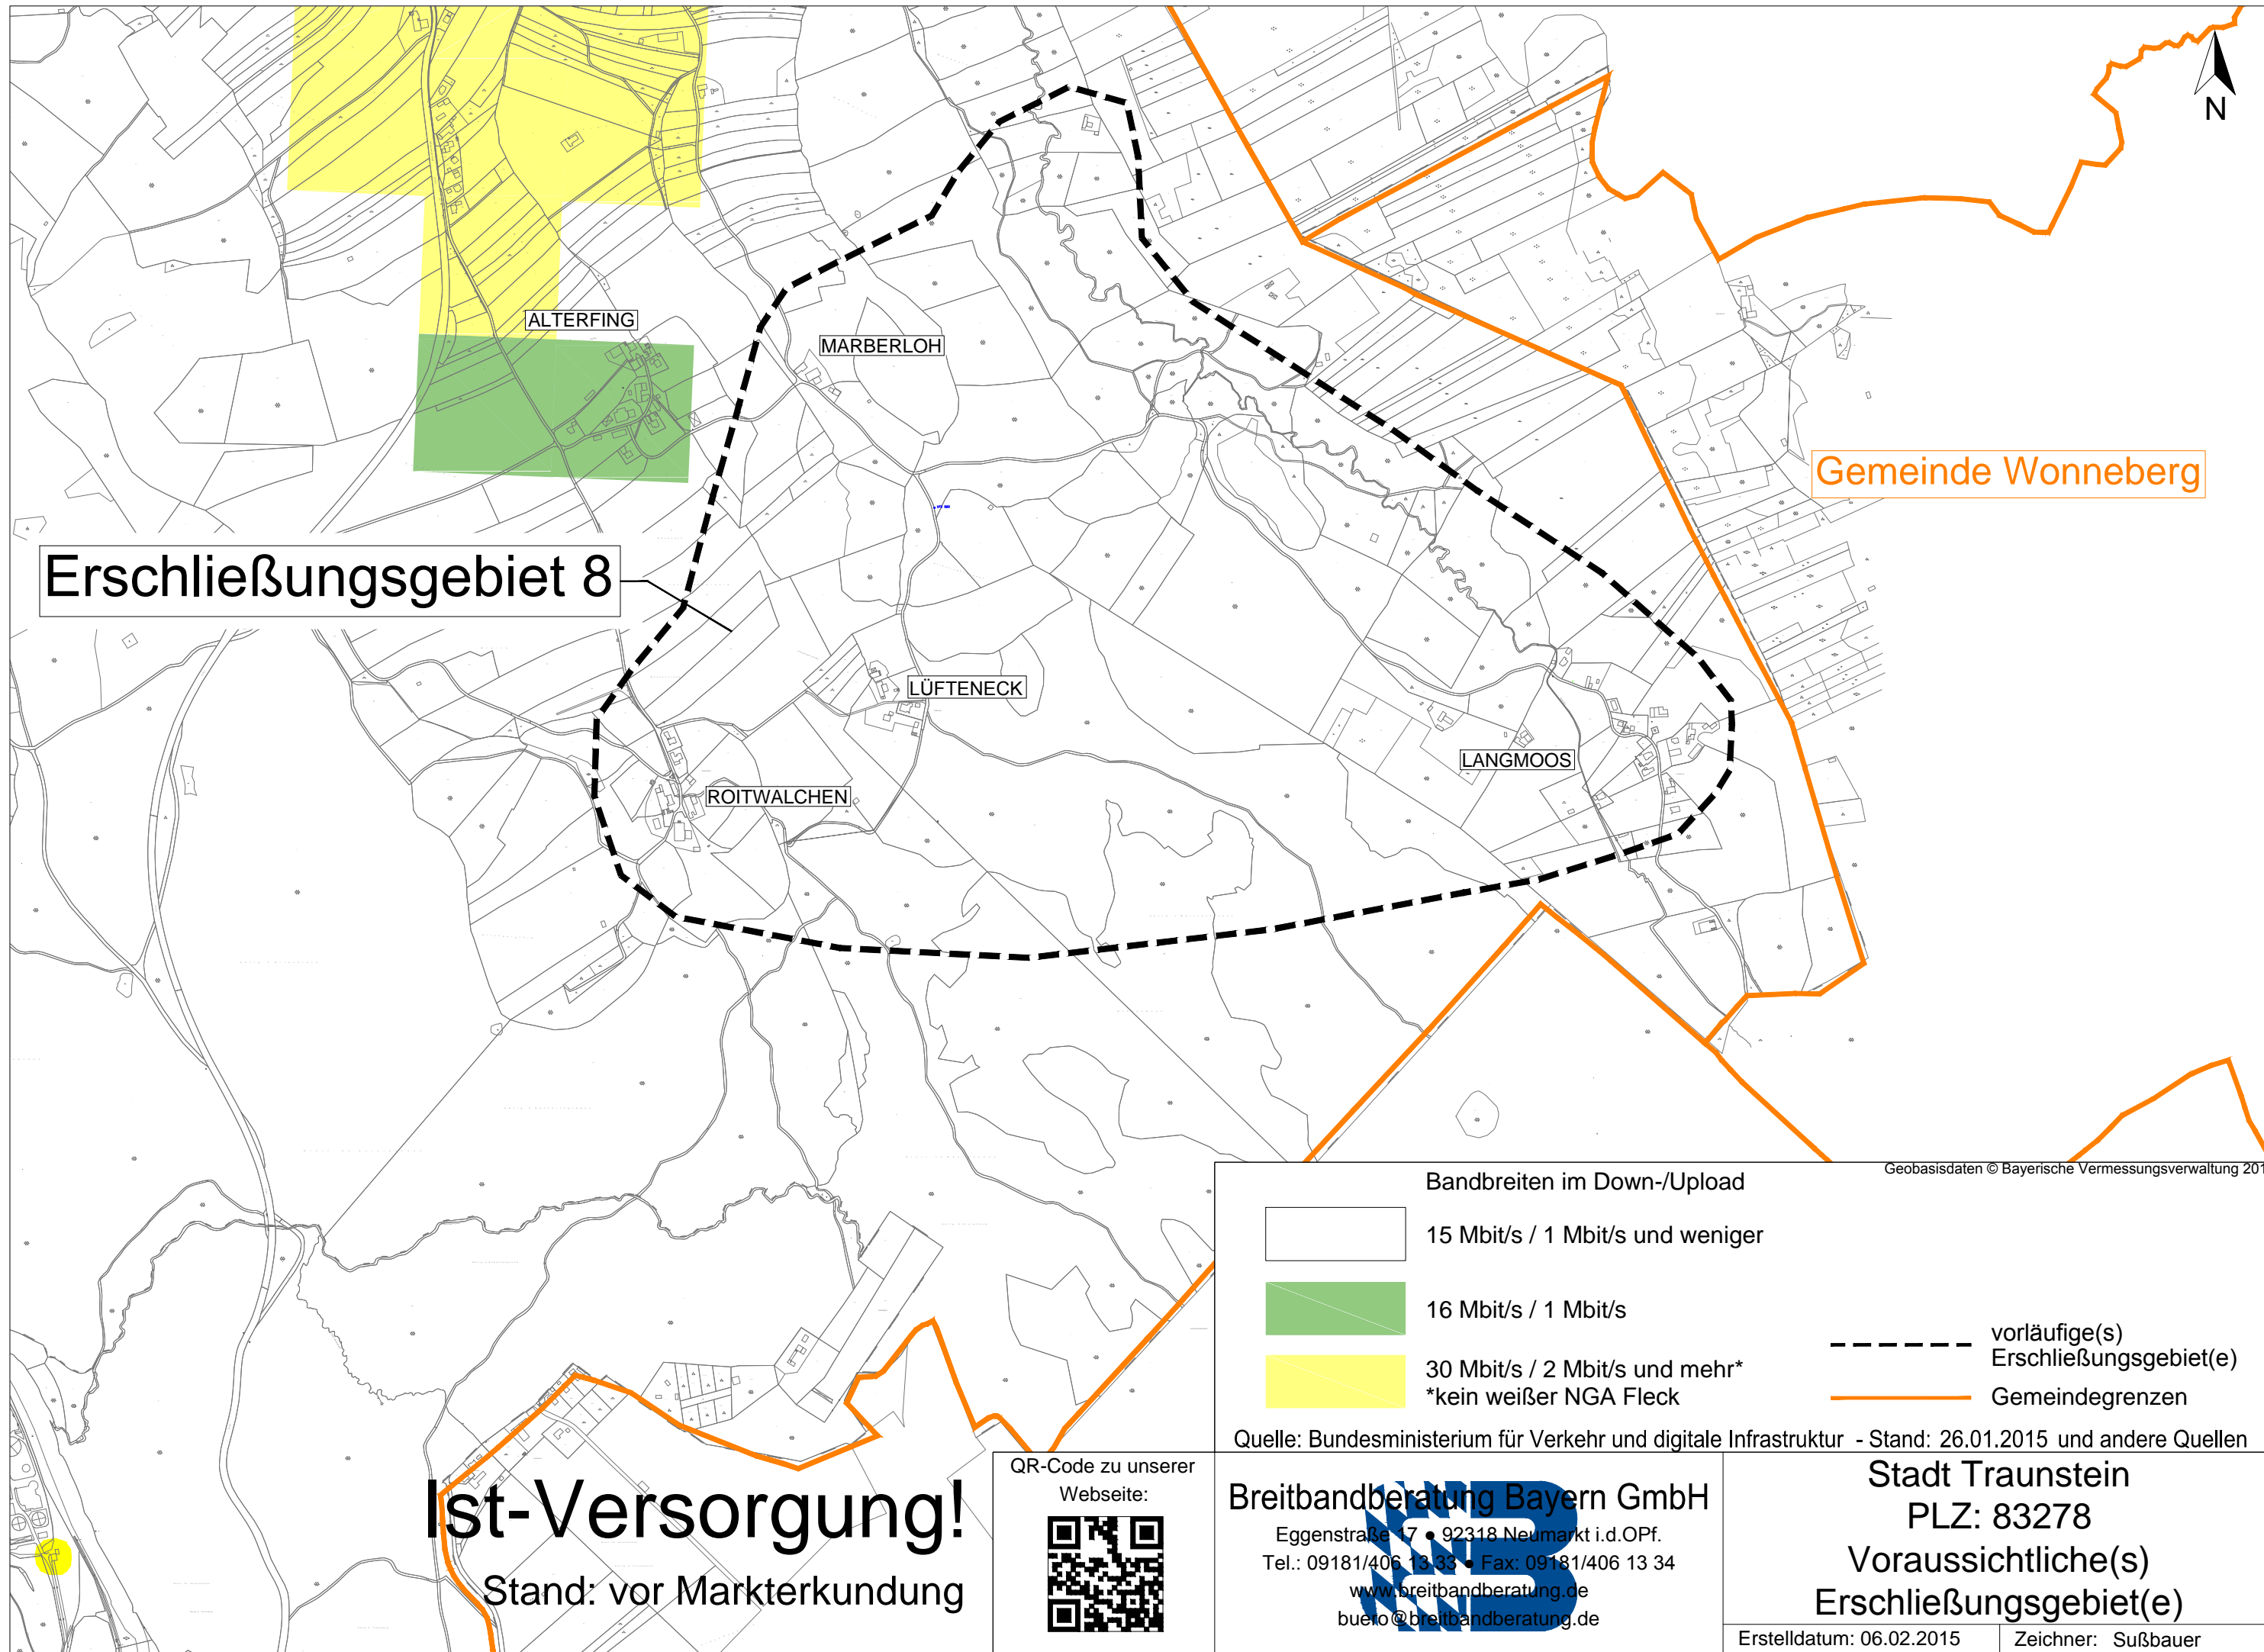 N
ALTERFING
MARBERLOH
Gemeinde Wonneberg
Erschließungsgebiet 8
LÜFTENECK
LANGMOOS
ROITWALCHEN
Geobasisdaten © Bayerische Vermessungsverwaltung 201
Bandbreiten im Down-/Upload
15 Mbit/s / 1 Mbit/s und weniger
16 Mbit/s / 1 Mbit/s
30 Mbit/s / 2 Mbit/s und mehr*
*kein weißer NGA Fleck
vorläufige(s)
Erschließungsgebiet(e)
Gemeindegrenzen
Quelle: Bundesministerium für Verkehr und digitale Infrastruktur - Stand: 26.01.2015 und andere Quellen
Ist-Versorgung!
Stand: vor Markterkundung
QR-Code zu unserer
Webseite:
Breitbandberatung Bayern GmbH
Eggenstraße 17 ● 92318 Neumarkt i.d.OPf.
Tel.: 09181/406 13 33 ● Fax: 09181/406 13 34
www.breitbandberatung.de
buero@breitbandberatung.de
Stadt Traunstein
PLZ: 83278
Voraussichtliche(s)
Erschließungsgebiet(e)
Erstelldatum: 06.02.2015
Zeichner: Sußbauer